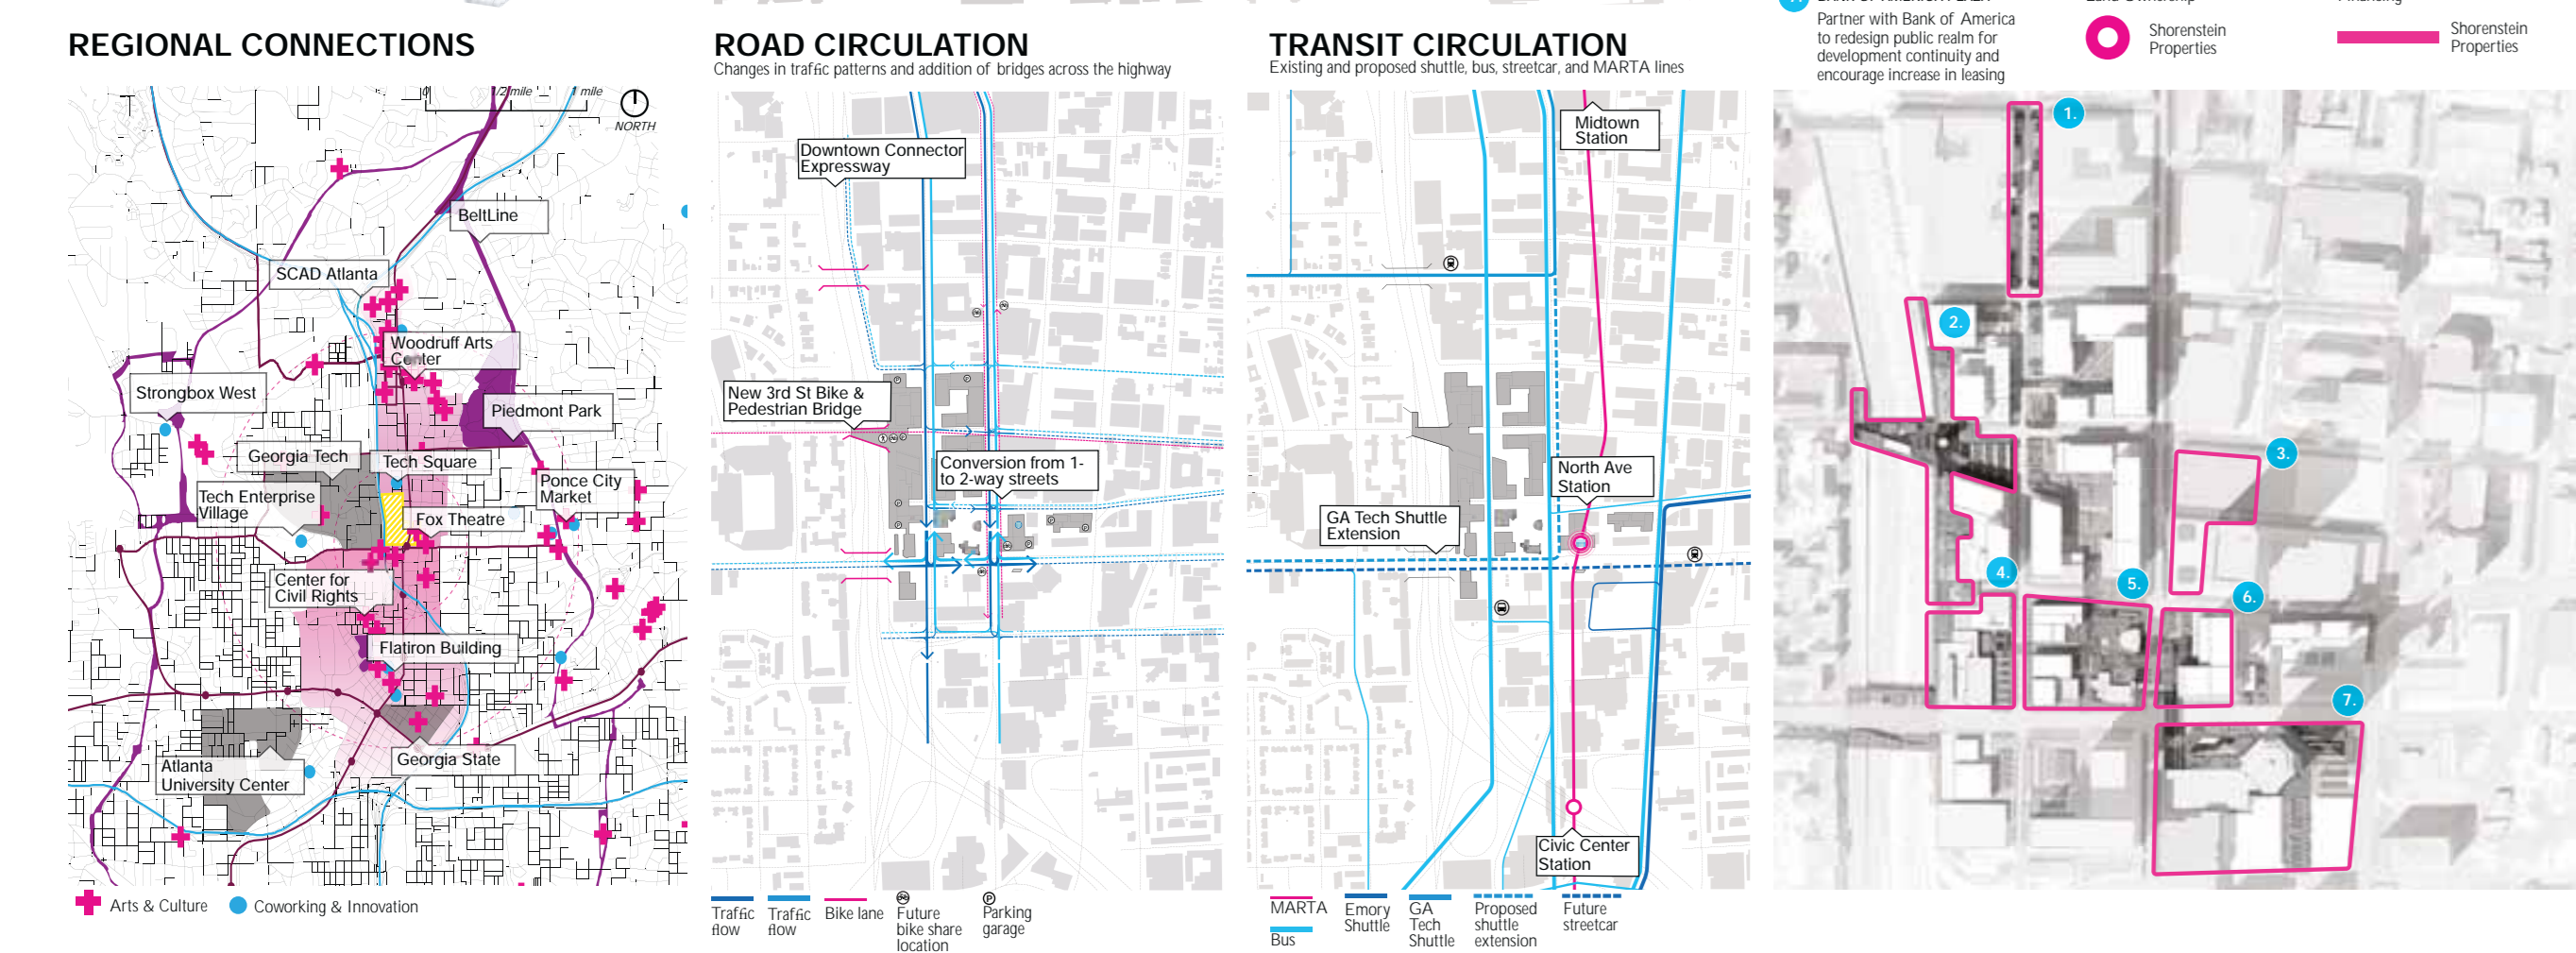 REGIONAL CONNECTIONS
0
1/2 mile
1 mile
NORTH
BeltLine
SCAD Atlanta
Woodruff Arts
Center
Strongbox West
Piedmont Park
Georgia Tech
Tech Square
Ponce City
Market
Tech Enterprise
Village
Fox Theatre
Center for
Civil Rights
Flatiron Building
Georgia State
Atlanta
University Center
Arts & Culture
Coworking & Innovation
ROAD CIRCULATION
Changes in traffic patterns and addition of bridges across the highway
Downtown Connector
Expressway
New 3rd St Bike &
Pedestrian Bridge
Conversion from 1-
to 2-way streets
Traffic
flow
Traffic
flow
Bike lane
Future
bike share
location
Parking
garage
TRANSIT CIRCULATION
Existing and proposed shuttle, bus, streetcar, and MARTA lines
Midtown
Station
North Ave
Station
GA Tech Shuttle
Extension
Civic Center
Station
MARTA
Bus
Emory
Shuttle
GA
Tech
Shuttle
Proposed
shuttle
extension
Future
streetcar
Partner with Bank of America
to redesign public realm for
development continuity and
encourage increase in leasing
Shorenstein
Properties
Shorenstein
Properties
1.
2.
3.
4.
5.
6.
7.